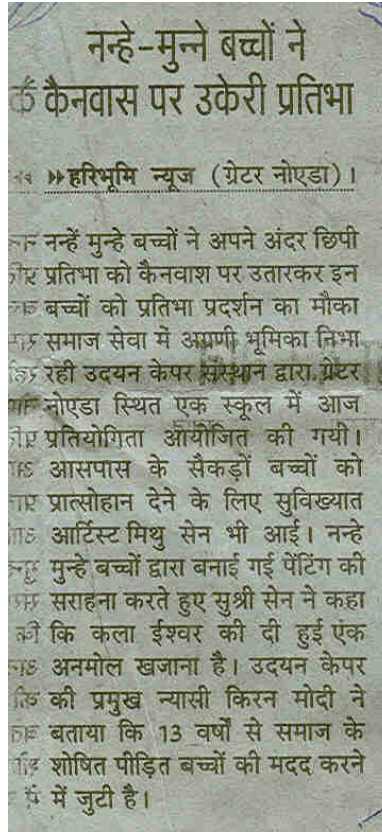 नन्हे-मुन्ने बच्चों ने
कैनवास पर उकेरी प्रतिभा
▸▸हरिभूमि न्यूज (ग्रेटर नोएडा)।
नन्हें मुन्हे बच्चों ने अपने अंदर छिपी
प्रतिभा को कैनवाश पर उतारकर इन
बच्चों को प्रतिभा प्रदर्शन का मौका
समाज सेवा में अग्रणी भूमिका निभा
रही उदयन केपर संस्थान द्वारा ग्रेटर
नोएडा स्थित एक स्कूल में आज
प्रतियोगिता आयोजित की गयी।
आसपास के सैकड़ों बच्चों को
प्रात्सोहान देने के लिए सुविख्यात
आर्टिस्ट मिथु सेन भी आई। नन्हे
मुन्हे बच्चों द्वारा बनाई गई पेंटिंग की
सराहना करते हुए सुश्री सेन ने कहा
कि कला ईश्वर की दी हुई एंक
अनमोल खजाना है। उदयन केपर
की प्रमुख न्यासी किरन मोदी ने
बताया कि 13 वर्षों से समाज के
शोषित पीड़ित बच्चों की मदद करने
में जुटी है।